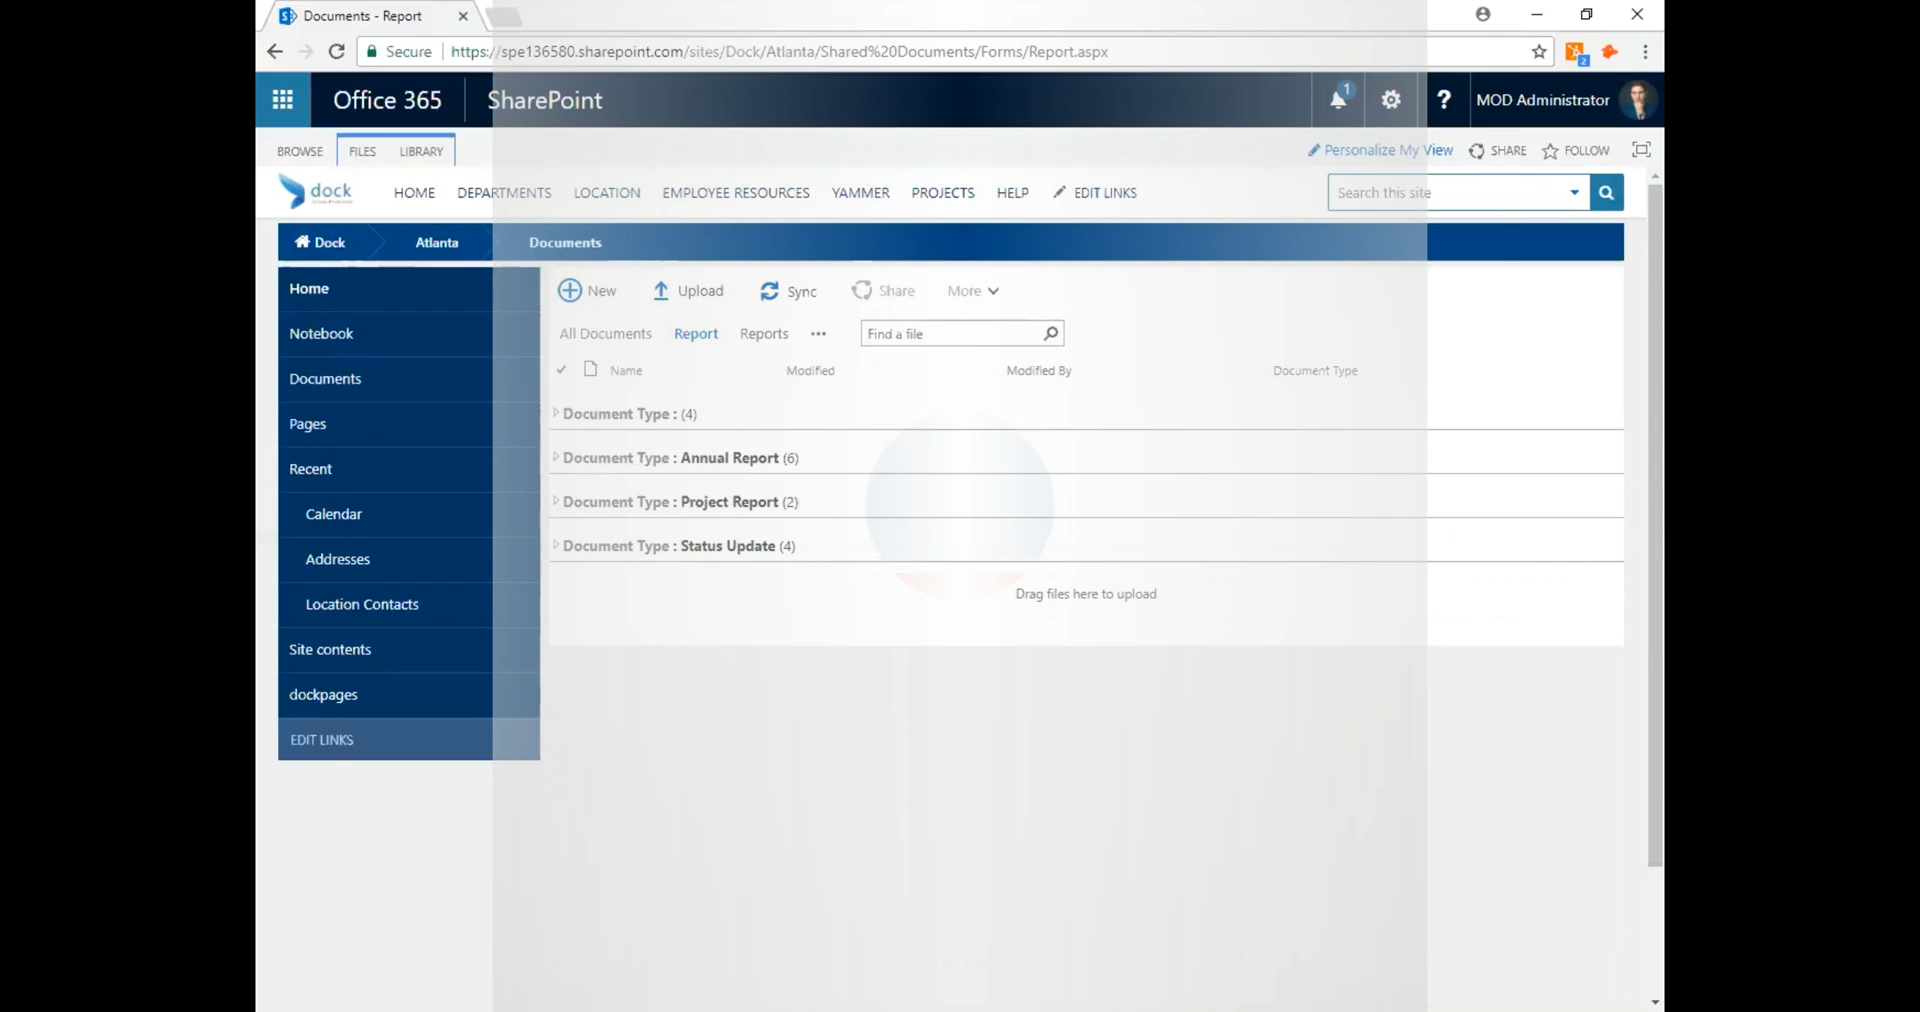 Documents - Report
Secure https://spe136580.sharepoint.com/sites/Dock/Atlanta/Shared%20Documents/Forms/Report.aspx
2
Office 365 SharePoint 1 ? MOD Administrator
BROWSE FILES LIBRARY Personalize My View SHARE FOLLOW
dock HOME DEPARTMENTS LOCATION EMPLOYEE RESOURCES YAMMER PROJECTS HELP EDIT LINKS Search this site
Dock Atlanta Documents
Home
Notebook
Documents
Pages
Recent
Calendar
Addresses
Location Contacts
Site contents
dockpages
EDIT LINKS
New Upload Sync Share More
All Documents Report Reports ··· Find a file
Name Modified Modified By Document Type
Document Type : (4)
Document Type : Annual Report (6)
Document Type : Project Report (2)
Document Type : Status Update (4)
Drag files here to upload